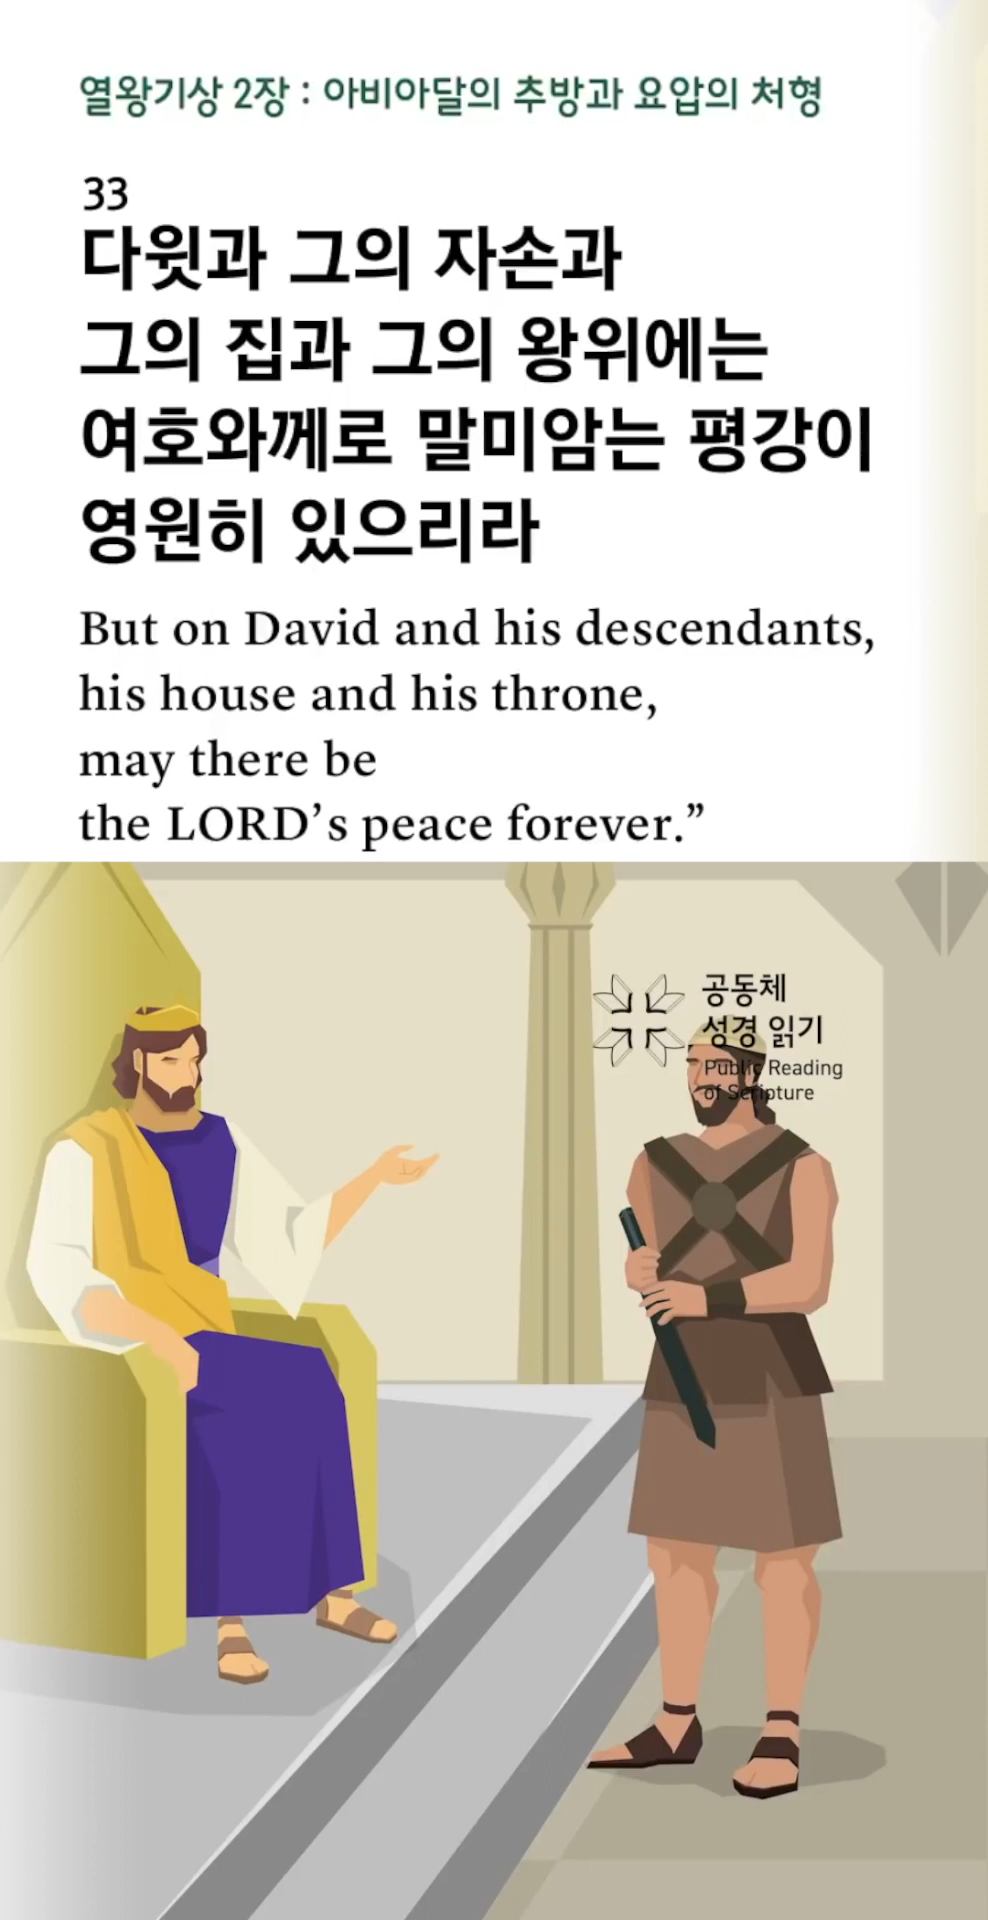 열왕기상 2장 : 아비아달의 추방과 요압의 처형
33
다윗과 그의 자손과
그의 집과 그의 왕위에는
여호와께로 말미암는 평강이
영원히 있으리라
But on David and his descendants,
his house and his throne,
may there be
the LORD’s peace forever.”
공동체
성경 읽기
Public Reading
of Scripture